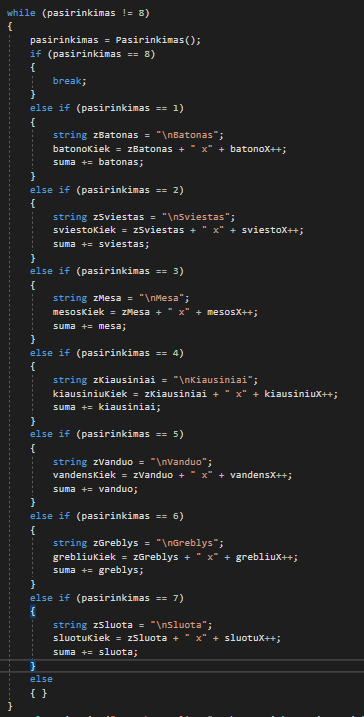 while (pasirinkimas != 8)
{
pasirinkimas = Pasirinkimas();
if (pasirinkimas == 8)
{
break;
}
else if (pasirinkimas == 1)
{
string zBatonas = "\nBatonas";
batonoKiek = zBatonas + " x" + batonoX++;
suma += batonas;
}
else if (pasirinkimas == 2)
{
string zSviestas = "\nSviestas";
sviestoKiek = zSviestas + " x" + sviestoX++;
suma += sviestas;
}
else if (pasirinkimas == 3)
{
string zMesa = "\nMesa";
mesosKiek = zMesa + " x" + mesosX++;
suma += mesa;
}
else if (pasirinkimas == 4)
{
string zKiausiniai = "\nKiausiniai";
kiausiniuKiek = zKiausiniai + " x" + kiausiniuX++;
suma += kiausiniai;
}
else if (pasirinkimas == 5)
{
string zVanduo = "\nVanduo";
vandensKiek = zVanduo + " x" + vandensX++;
suma += vanduo;
}
else if (pasirinkimas == 6)
{
string zGreblys = "\nGreblys";
grebliuKiek = zGreblys + " x" + grebliuX++;
suma += greblys;
}
else if (pasirinkimas == 7)
{
string zSluota = "\nSluota";
sluotuKiek = zSluota + " x" + sluotuX++;
suma += sluota;
}
else
{ }
}